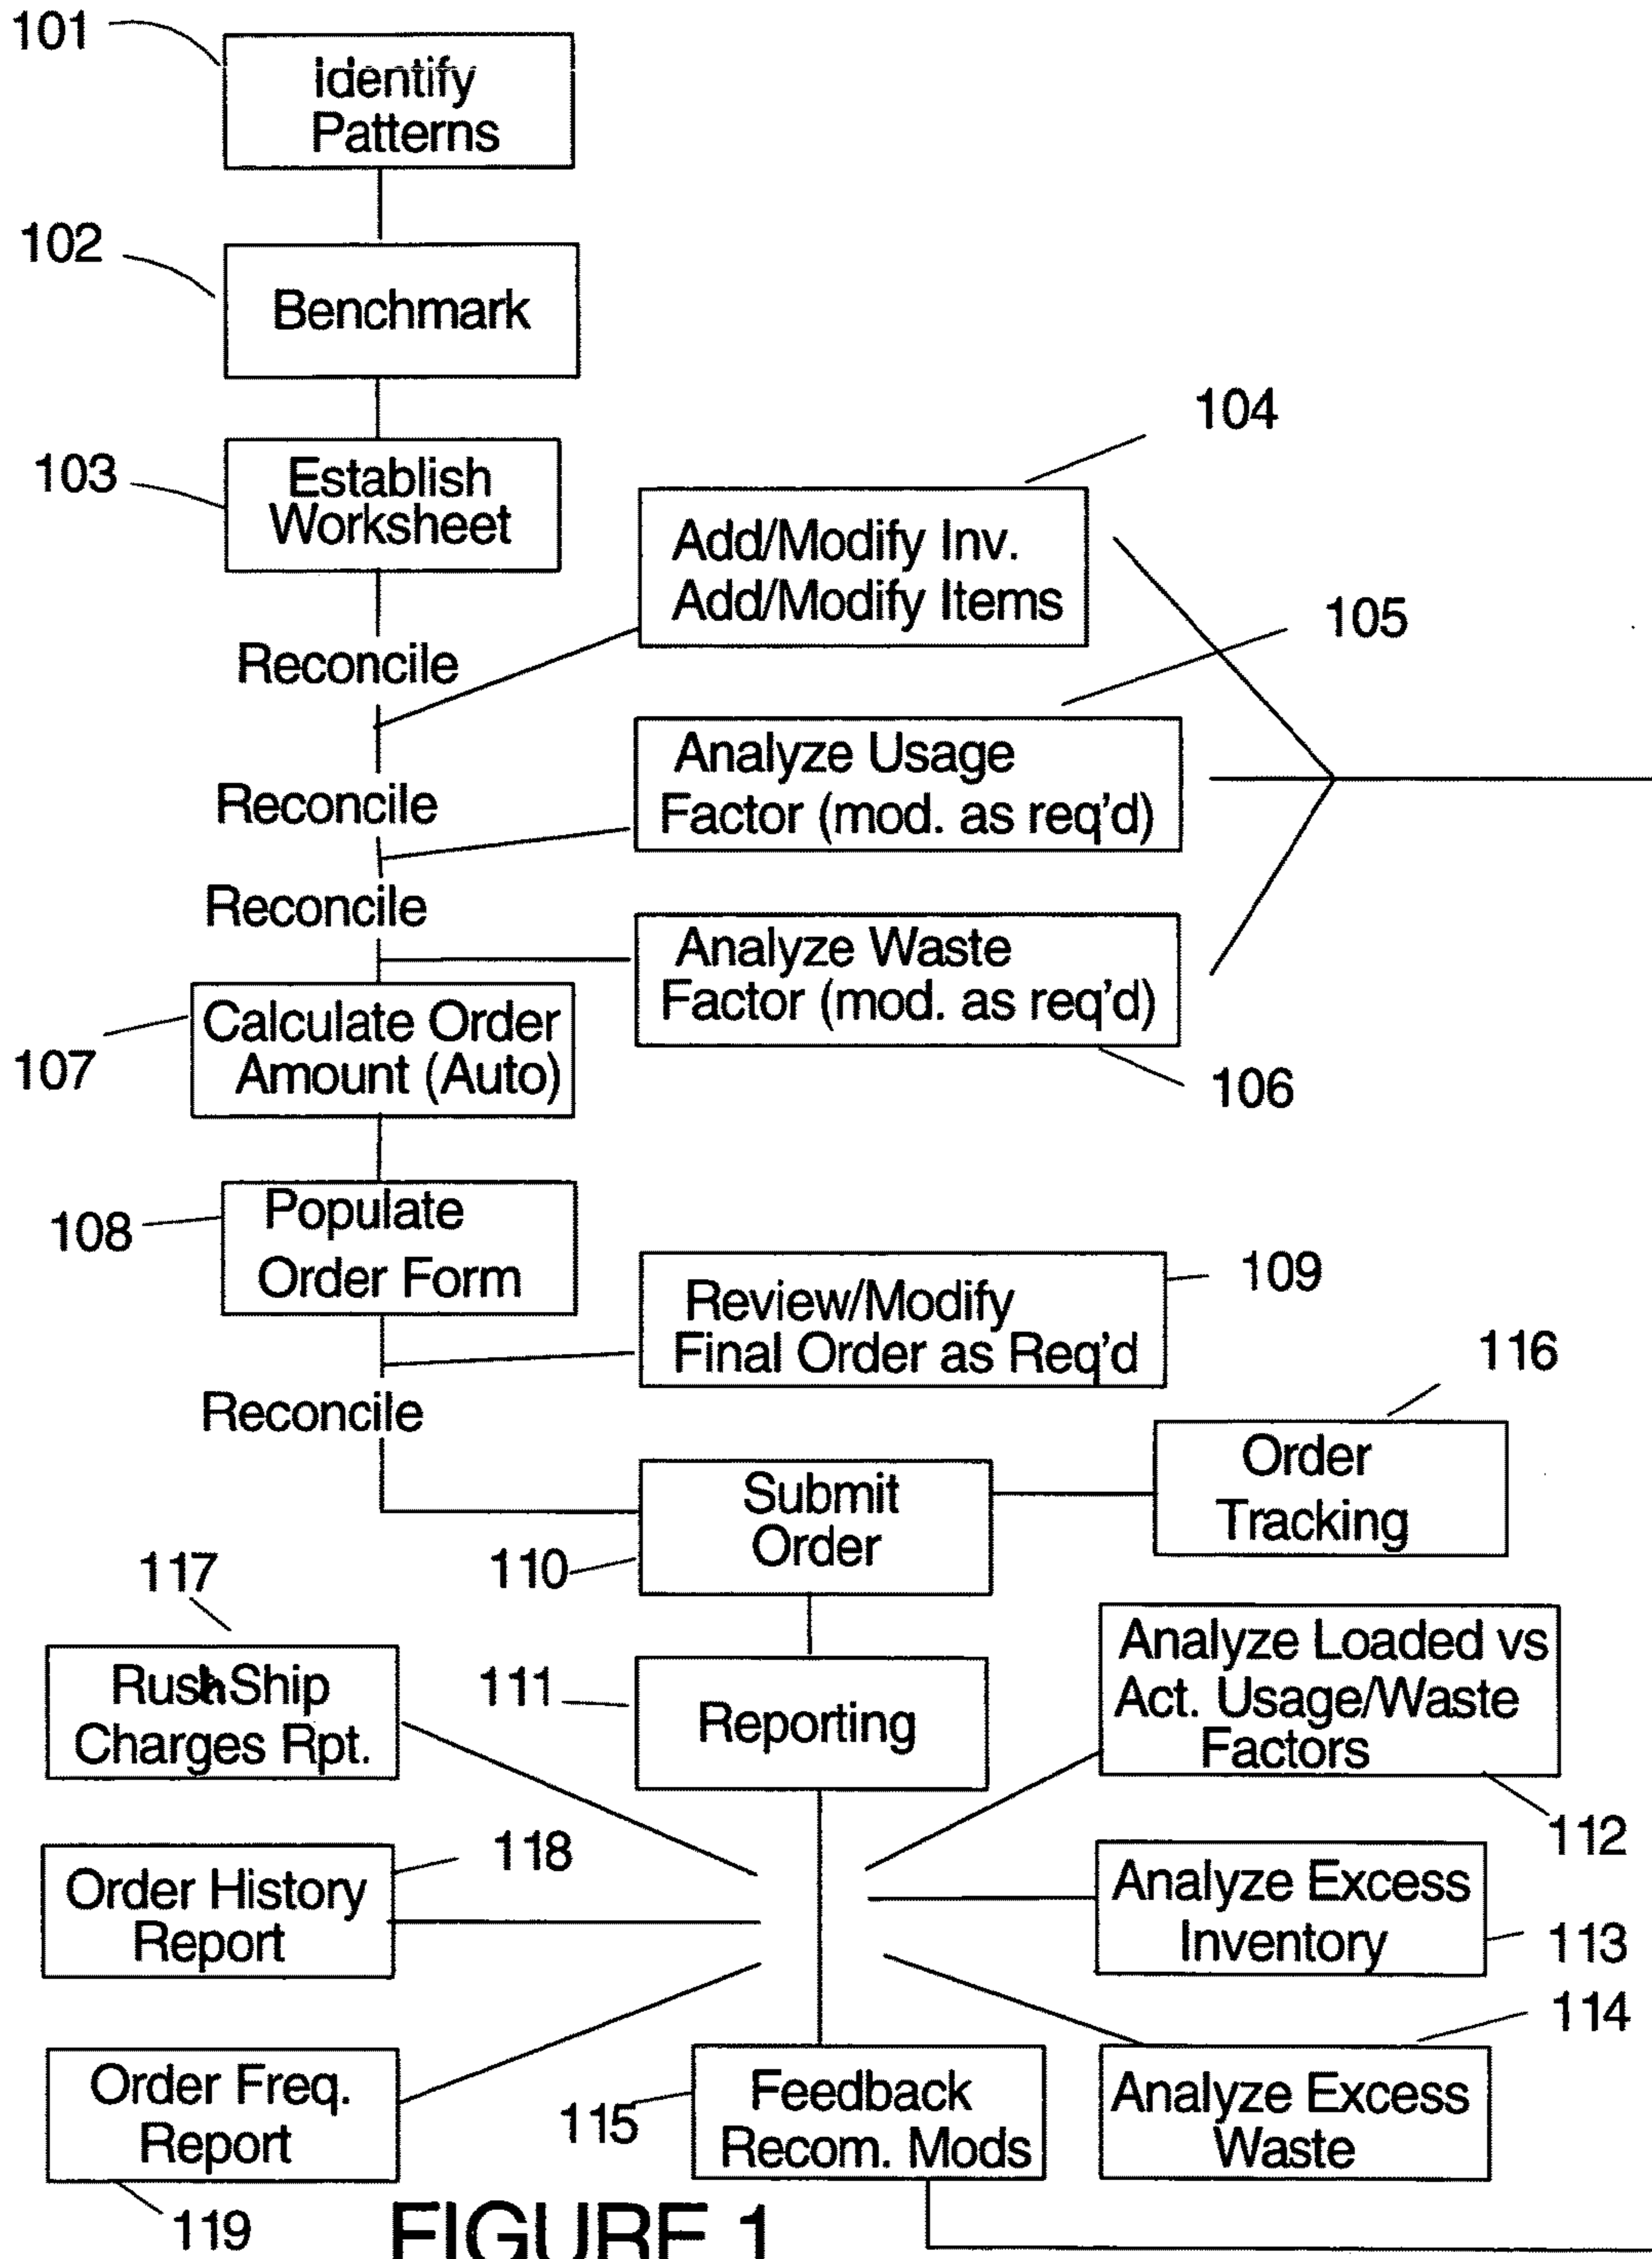 101
Identify
Patterns
102
Benchmark
103
Establish
Worksheet
104
Add/Modify Inv.
Add/Modify Items
Reconcile
105
Analyze Usage
Factor (mod. as req'd)
Reconcile
Reconcile
Analyze Waste
Factor (mod. as req'd)
106
107
Calculate Order
Amount (Auto)
108
Populate
Order Form
109
Review/Modify
Final Order as Req'd
Reconcile
116
Order
Tracking
Submit
Order
110
117
Rush Ship
Charges Rpt.
111
Reporting
Analyze Loaded vs
Act. Usage/Waste
Factors
112
118
Order History
Report
Analyze Excess
Inventory
113
114
Order Freq.
Report
119
115
Feedback
Recom. Mods
Analyze Excess
Waste
FIGURE 1